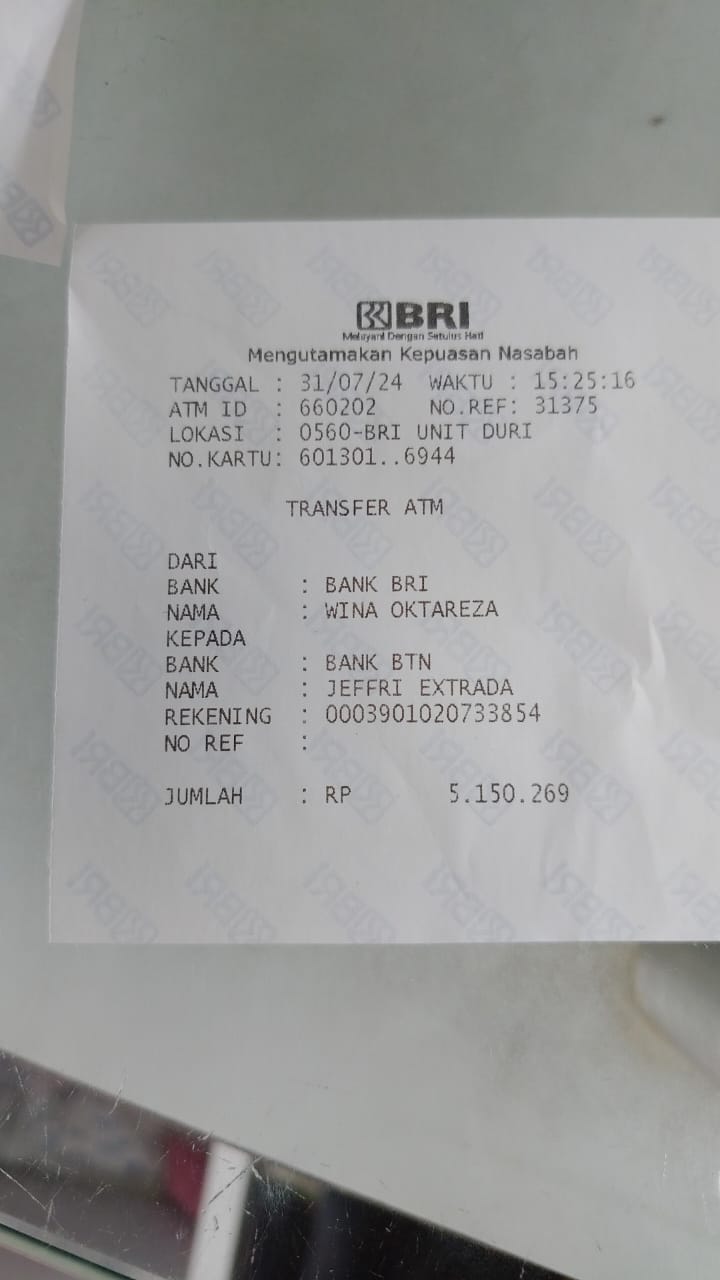 BRI
Melayani Dengan Setulus Hati
Mengutamakan Kepuasan Nasabah
TANGGAL : 31/07/24 WAKTU : 15:25:16
ATM ID : 660202 NO.REF: 31375
LOKASI : 0560-BRI UNIT DURI
NO.KARTU: 601301..6944
TRANSFER ATM
DARI
BANK : BANK BRI
NAMA : WINA OKTAREZA
KEPADA
BANK : BANK BTN
NAMA : JEFFRI EXTRADA
REKENING : 0003901020733854
NO REF :
JUMLAH : RP 5.150.269